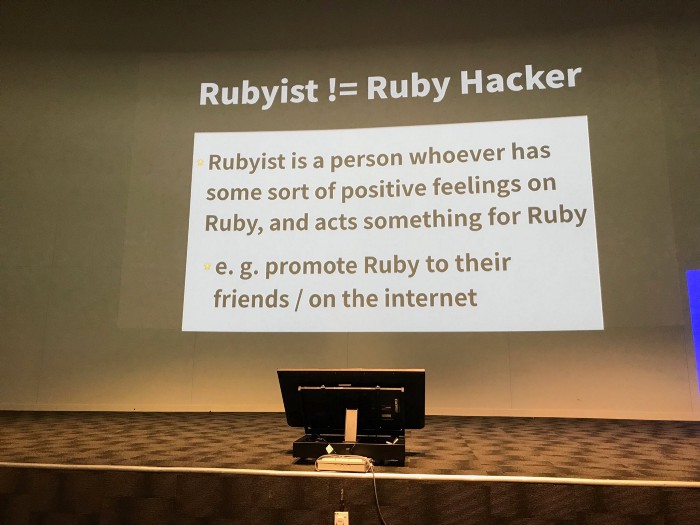 Rubyist != Ruby Hacker
Rubyist is a person whoever has
some sort of positive feelings on
Ruby, and acts something for Ruby
e. g. promote Ruby to their
friends / on the internet